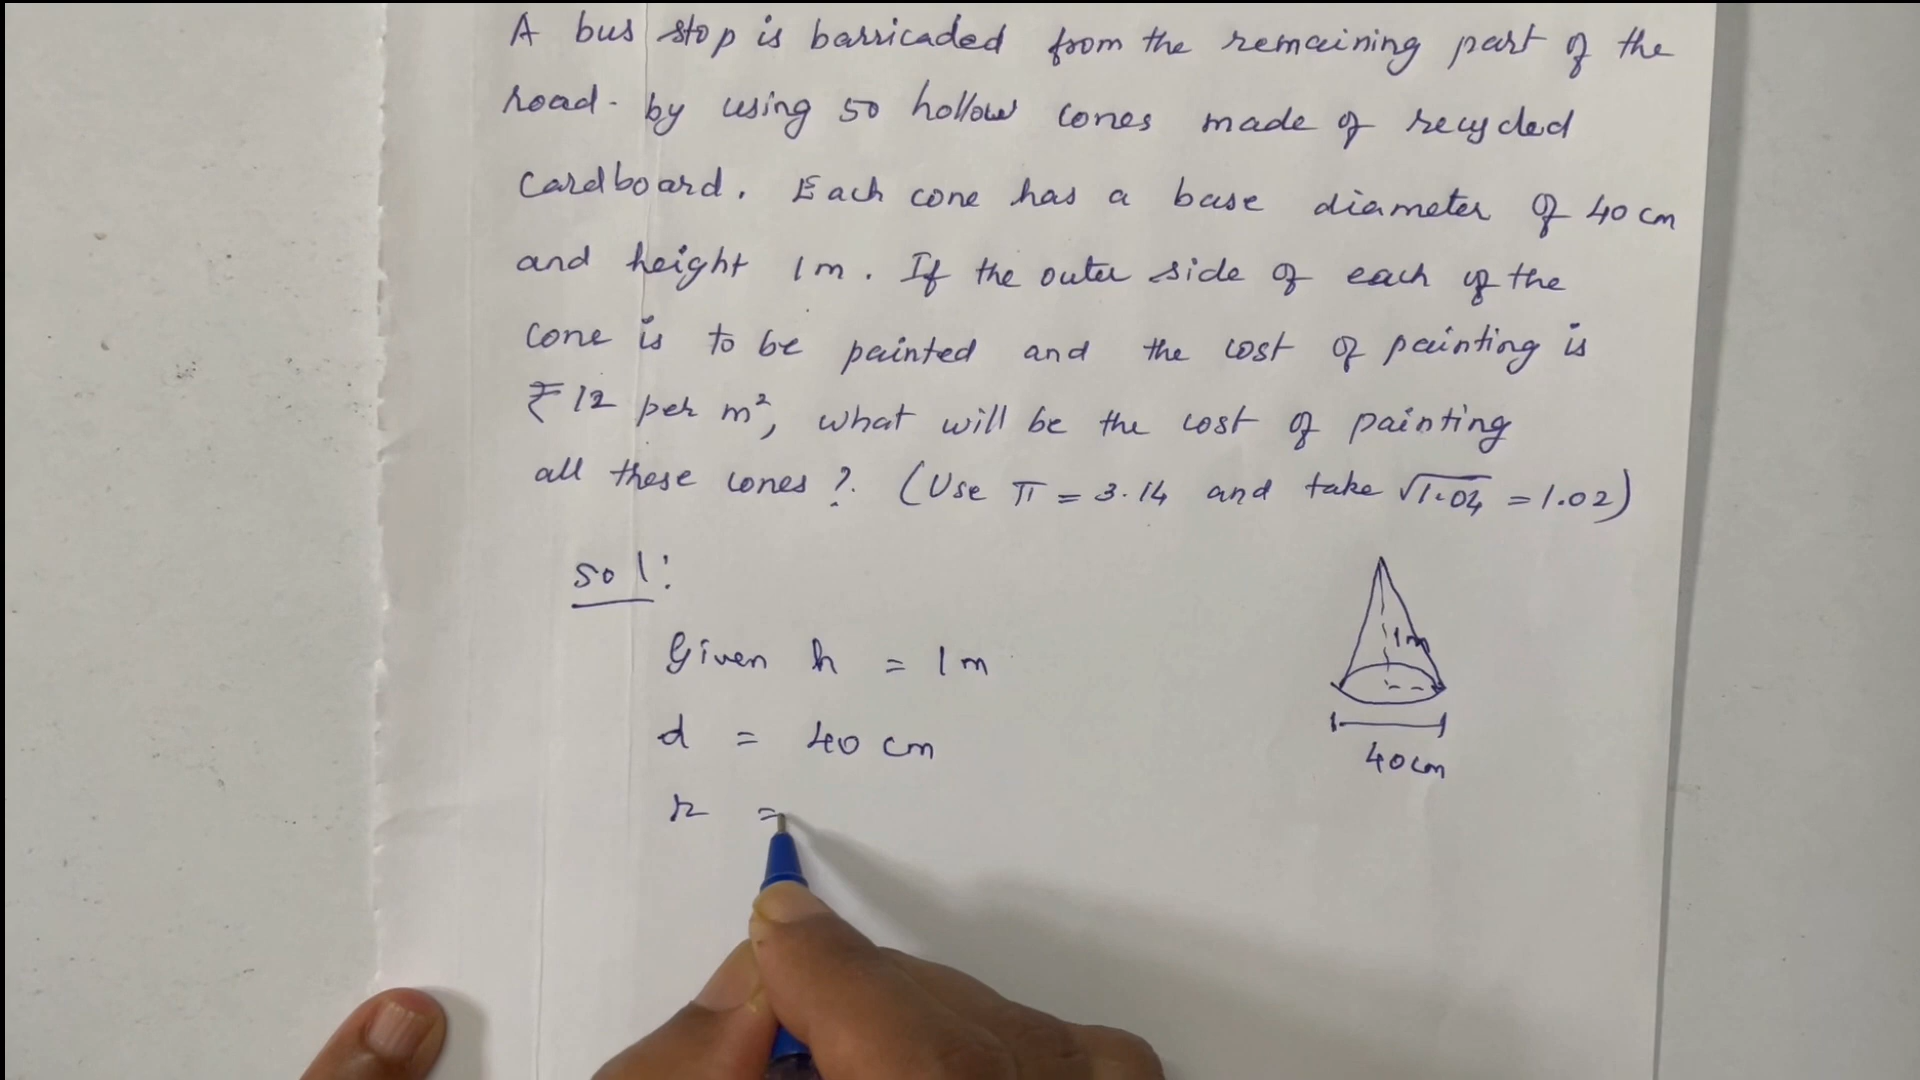 A bus stop is barricaded from the remaining part of the
road. by using 50 hollow cones made of recycled
cardboard. Each cone has a base diameter of 40 cm
and height 1m. If the outer side of each of the
cone is to be painted and the cost of painting is
₹12 per m², what will be the cost of painting
all these cones?. (Use π = 3.14 and take √1.04 = 1.02)
Sol:
Given h = 1m
d = 40 cm
r =
1m
40cm